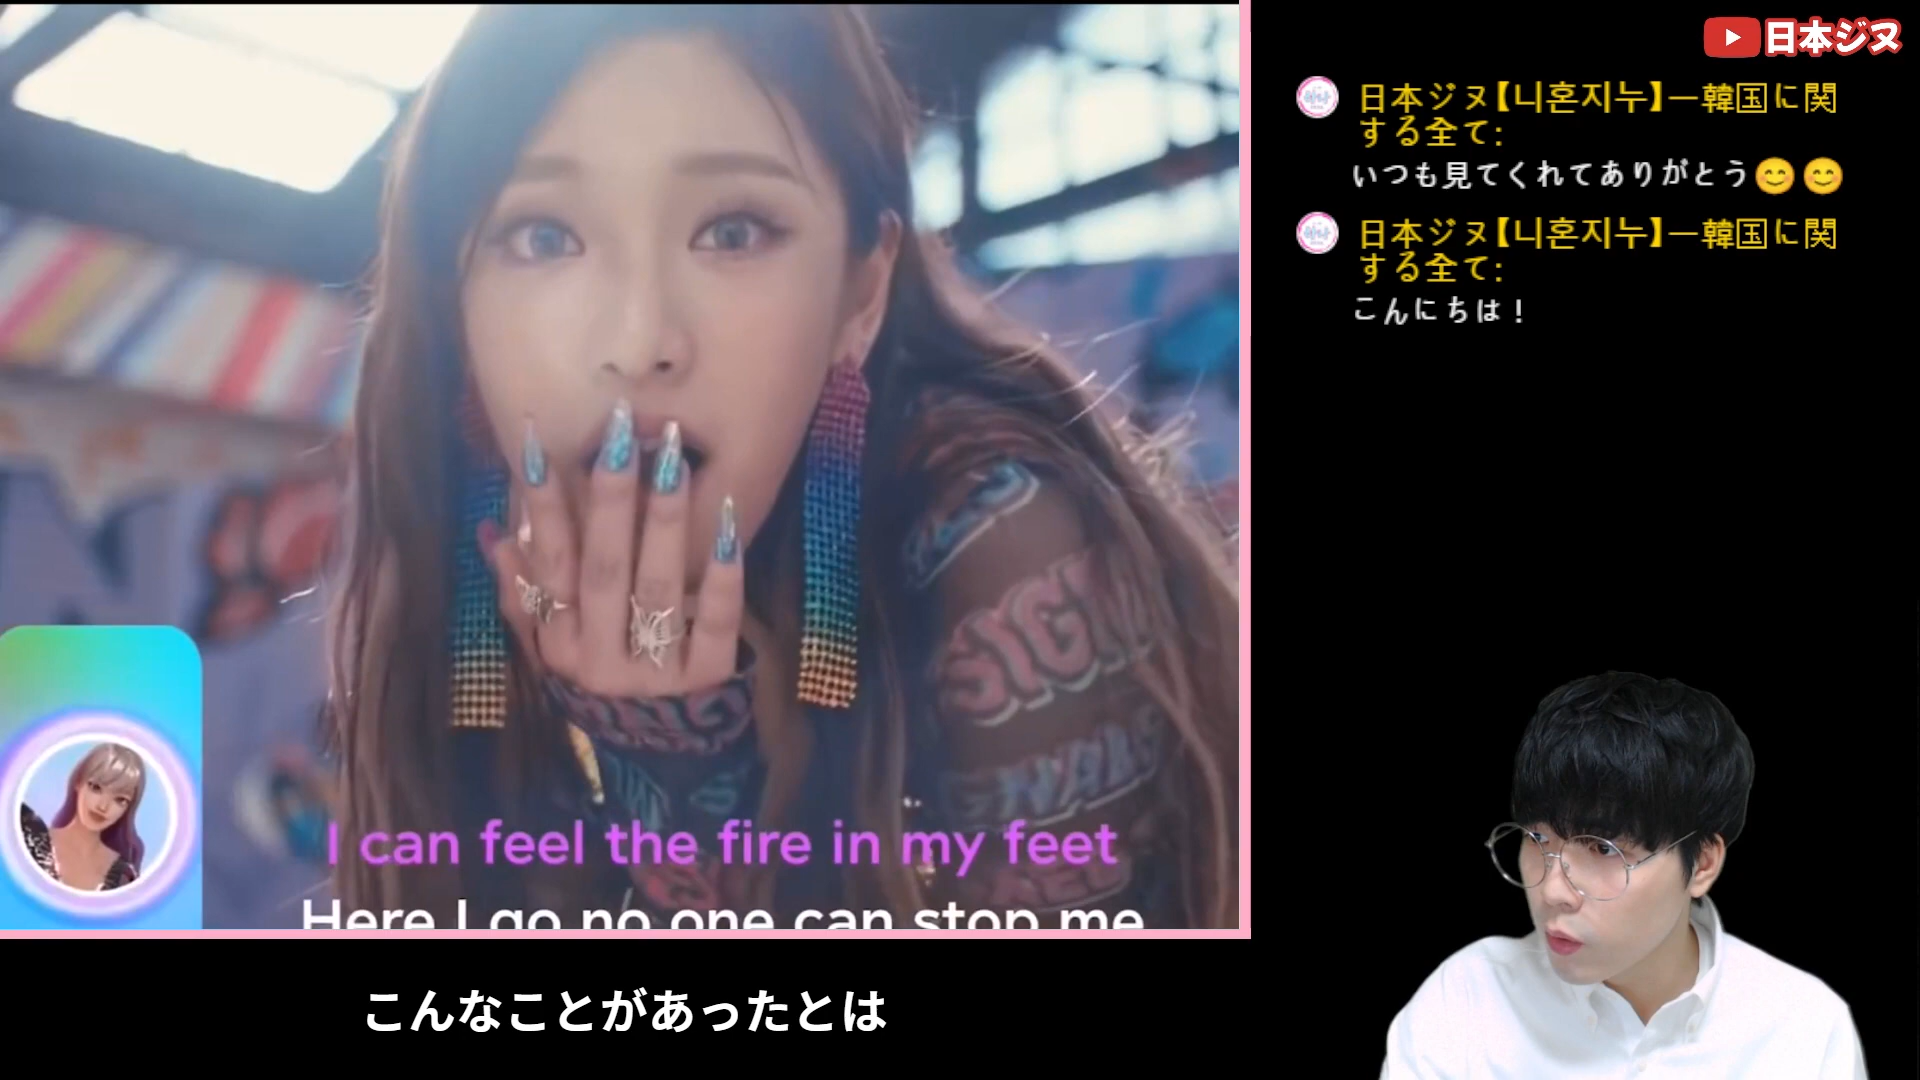 日本ジヌ
日本ジヌ【니혼지누】ー韓国に関
する全て:
いつも見てくれてありがとう😊😊
日本ジヌ【니혼지누】ー韓国に関
する全て:
こんにちは！
SIGN
I can feel the fire in my feet
Here I go no one can stop me
こんなことがあったとは